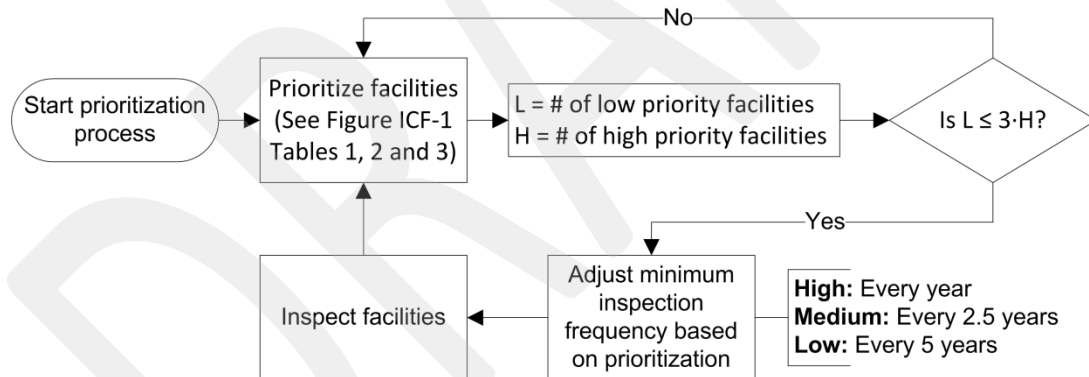 No
Start prioritization
process
Prioritize facilities
(See Figure ICF-1
Tables 1, 2 and 3)
L = # of low priority facilities
H = # of high priority facilities
Is L ≤ 3·H?
Yes
Inspect facilities
Adjust minimum
inspection
frequency based
on prioritization
High: Every year
Medium: Every 2.5 years
Low: Every 5 years
DRAF